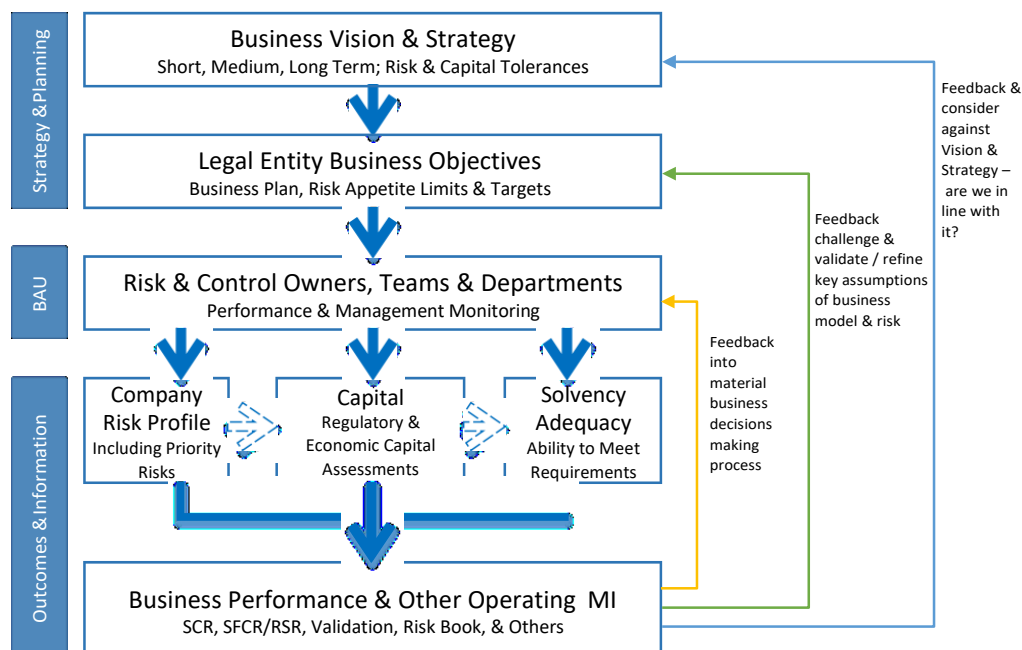 Strategy & Planning
Business Vision & Strategy
Short, Medium, Long Term; Risk & Capital Tolerances
Legal Entity Business Objectives
Business Plan, Risk Appetite Limits & Targets
BAU
Risk & Control Owners, Teams & Departments
Performance & Management Monitoring
Outcomes & Information
Company
Risk Profile
Including Priority
Risks
Capital
Regulatory &
Economic Capital
Assessments
Solvency
Adequacy
Ability to Meet
Requirements
Business Performance & Other Operating MI
SCR, SFCR/RSR, Validation, Risk Book, & Others
Feedback
into
material
business
decisions
making
process
Feedback
challenge &
validate / refine
key assumptions
of business
model & risk
Feedback &
consider
against
Vision &
Strategy –
are we in
line with
it?